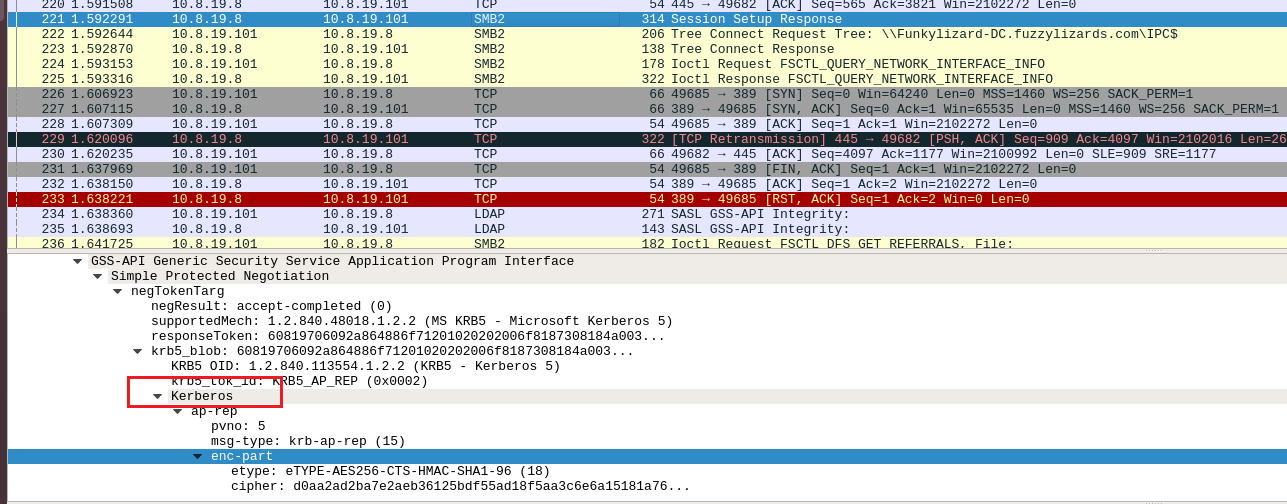 220 1.591508 10.8.19.8 10.8.19.101 TCP 54 445 → 49682 [ACK] Seq=565 Ack=3821 Win=2102272 Len=0
221 1.592291 10.8.19.8 10.8.19.101 SMB2 314 Session Setup Response
222 1.592644 10.8.19.101 10.8.19.8 SMB2 206 Tree Connect Request Tree: \\Funkylizard-DC.fuzzylizards.com\IPC$
223 1.592870 10.8.19.8 10.8.19.101 SMB2 138 Tree Connect Response
224 1.593153 10.8.19.101 10.8.19.8 SMB2 178 Ioctl Request FSCTL_QUERY_NETWORK_INTERFACE_INFO
225 1.593316 10.8.19.8 10.8.19.101 SMB2 322 Ioctl Response FSCTL_QUERY_NETWORK_INTERFACE_INFO
226 1.606923 10.8.19.101 10.8.19.8 TCP 66 49685 → 389 [SYN] Seq=0 Win=64240 Len=0 MSS=1460 WS=256 SACK_PERM=1
227 1.607115 10.8.19.8 10.8.19.101 TCP 66 389 → 49685 [SYN, ACK] Seq=0 Ack=1 Win=65535 Len=0 MSS=1460 WS=256 SACK_PERM=1
228 1.607309 10.8.19.101 10.8.19.8 TCP 54 49685 → 389 [ACK] Seq=1 Ack=1 Win=2102272 Len=0
229 1.620096 10.8.19.8 10.8.19.101 TCP 322 [TCP Retransmission] 445 → 49682 [PSH, ACK] Seq=909 Ack=4097 Win=2102016 Len=26
230 1.620235 10.8.19.101 10.8.19.8 TCP 66 49682 → 445 [ACK] Seq=4097 Ack=1177 Win=2100992 Len=0 SLE=909 SRE=1177
231 1.637969 10.8.19.101 10.8.19.8 TCP 54 49685 → 389 [FIN, ACK] Seq=1 Ack=1 Win=2102272 Len=0
232 1.638150 10.8.19.8 10.8.19.101 TCP 54 389 → 49685 [ACK] Seq=1 Ack=2 Win=2102272 Len=0
233 1.638221 10.8.19.8 10.8.19.101 TCP 54 389 → 49685 [RST, ACK] Seq=1 Ack=2 Win=0 Len=0
234 1.638360 10.8.19.101 10.8.19.8 LDAP 271 SASL GSS-API Integrity:
235 1.638693 10.8.19.8 10.8.19.101 LDAP 143 SASL GSS-API Integrity:
236 1.641725 10.8.19.101 10.8.19.8 SMB2 182 Ioctl Request FSCTL_DFS_GET_REFERRALS, File:
GSS-API Generic Security Service Application Program Interface
Simple Protected Negotiation
negTokenTarg
negResult: accept-completed (0)
supportedMech: 1.2.840.48018.1.2.2 (MS KRB5 - Microsoft Kerberos 5)
responseToken: 60819706092a864886f71201020202006f8187308184a003...
krb5_blob: 60819706092a864886f71201020202006f8187308184a003...
KRB5 OID: 1.2.840.113554.1.2.2 (KRB5 - Kerberos 5)
krb5_tok_id: KRB5_AP_REP (0x0002)
Kerberos
ap-rep
pvno: 5
msg-type: krb-ap-rep (15)
enc-part
etype: eTYPE-AES256-CTS-HMAC-SHA1-96 (18)
cipher: d0aa2ad2ba7e2aeb36125bdf55ad18f5aa3c6e6a15181a76...